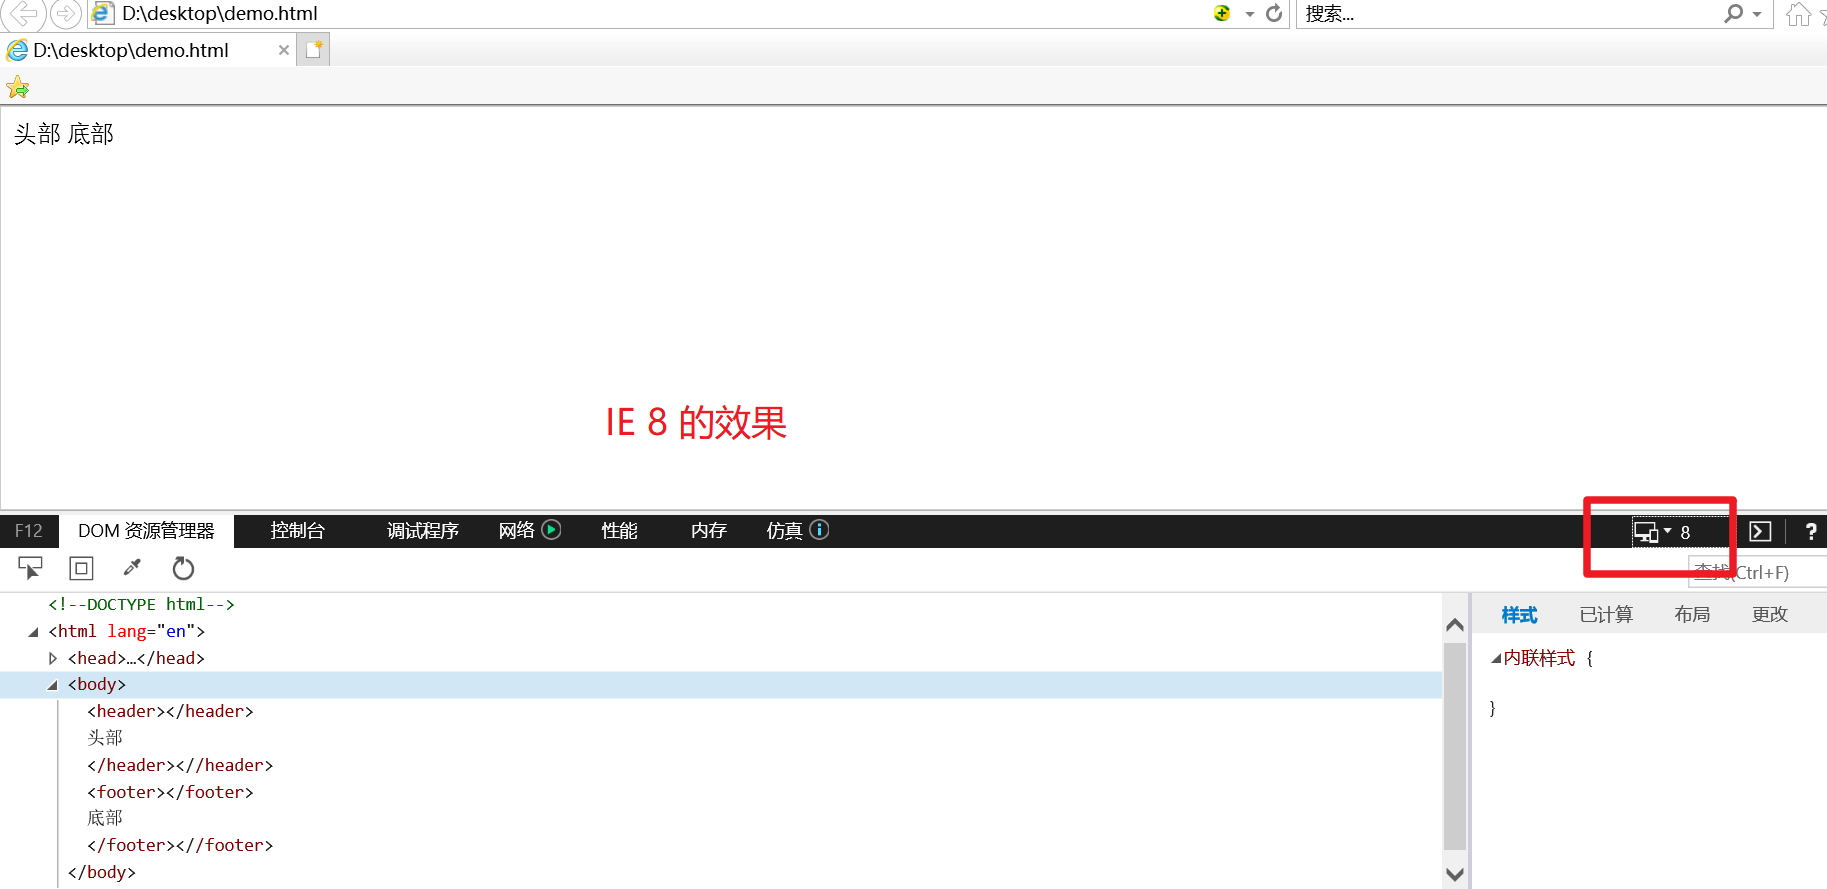 D:\desktop\demo.html
搜索...
D:\desktop\demo.html
头部 底部
IE 8 的效果
F12 DOM 资源管理器 控制台 调试程序 网络 性能 内存 仿真 8 ?
查找(Ctrl+F)
<!--DOCTYPE html-->
<html lang="en">
<head>…</head>
<body>
<header></header>
头部
</header><//header>
<footer></footer>
底部
</footer><//footer>
</body>
样式 已计算 布局 更改
内联样式 {
}